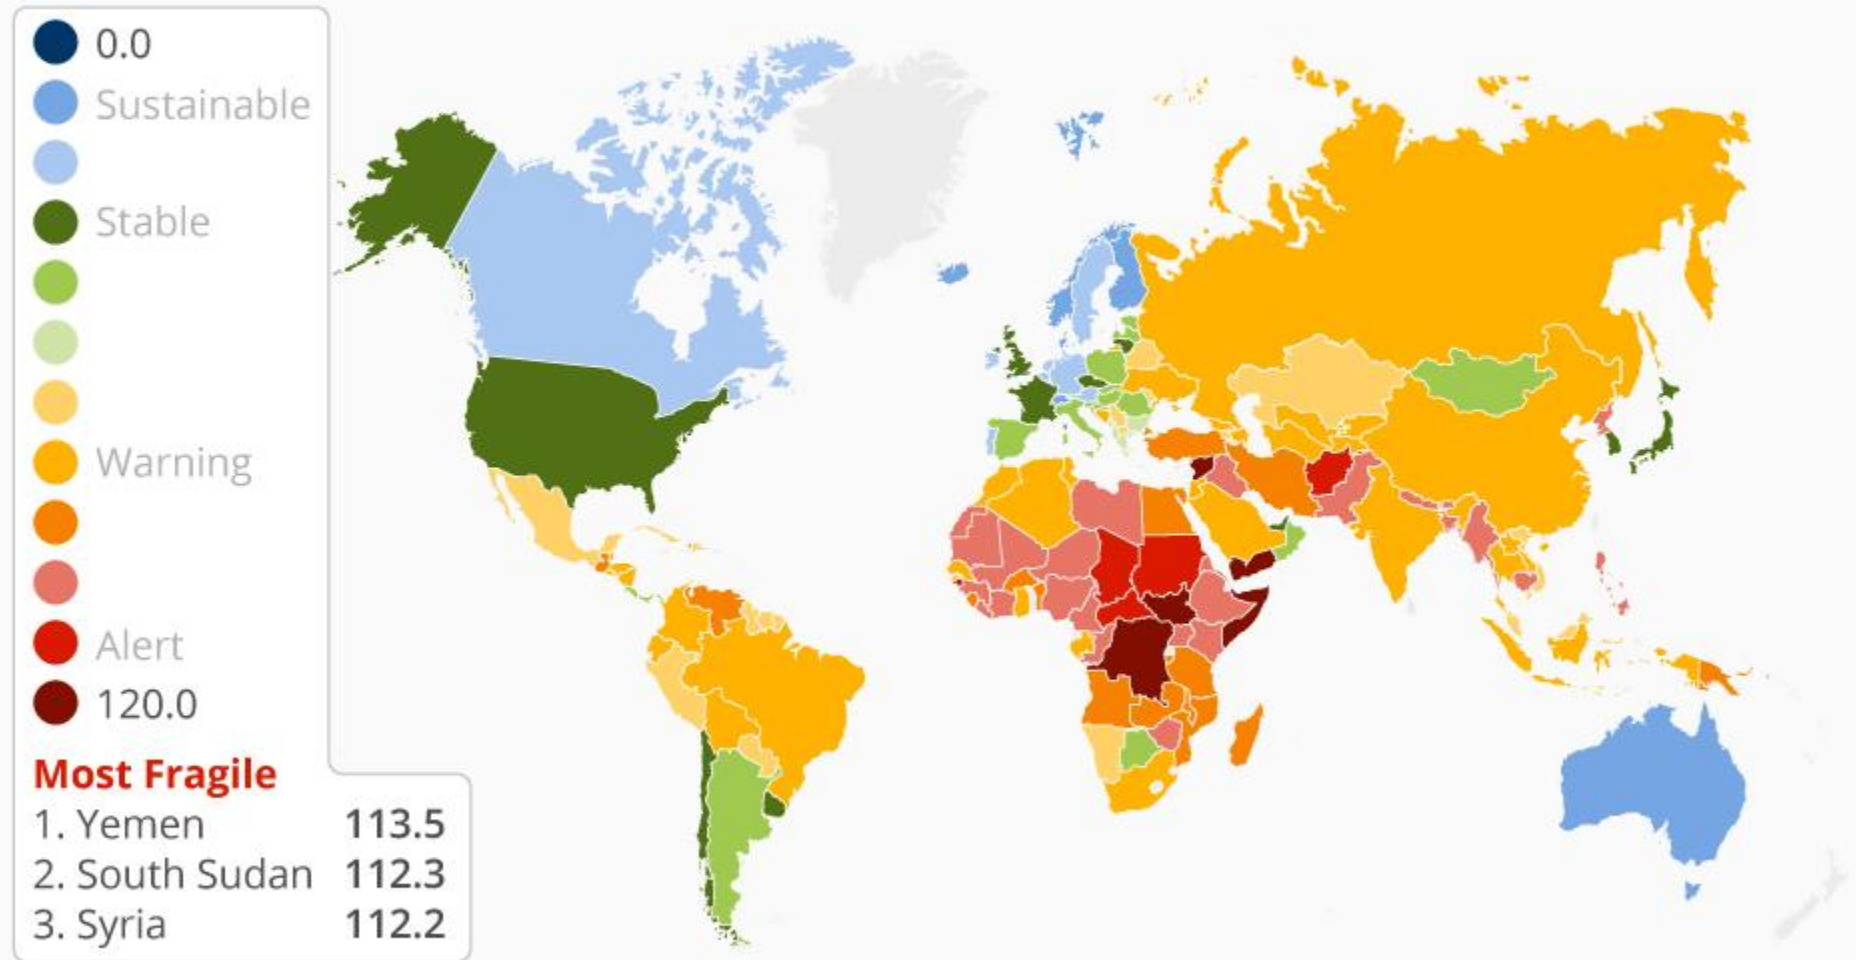 0.0
Sustainable
Stable
Warning
Alert
120.0
Most Fragile
1. Yemen 113.5
2. South Sudan 112.3
3. Syria 112.2